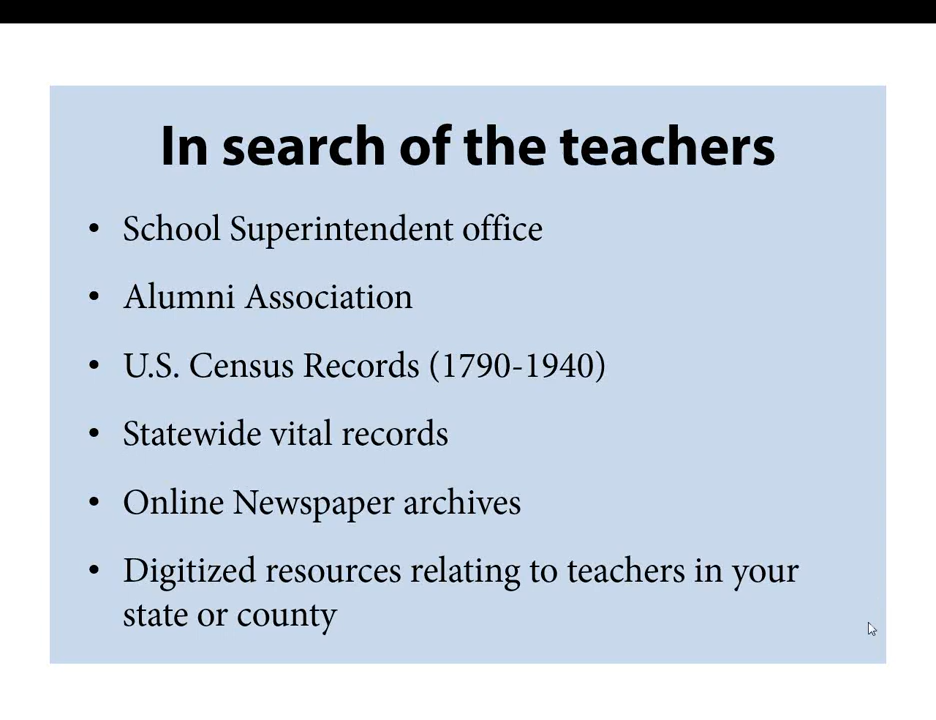 In search of the teachers
• School Superintendent office
• Alumni Association
• U.S. Census Records (1790-1940)
• Statewide vital records
• Online Newspaper archives
• Digitized resources relating to teachers in your
state or county